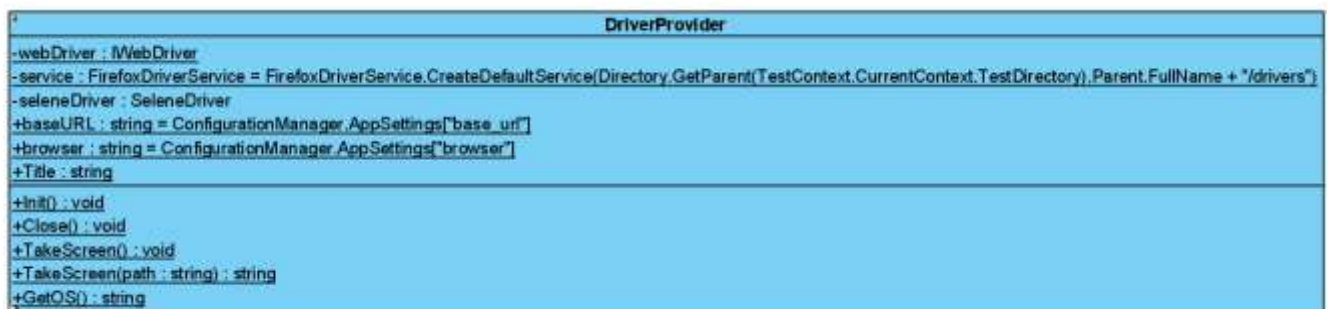 DriverProvider
-webDriver : IWebDriver
-service : FirefoxDriverService = FirefoxDriverService.CreateDefaultService(Directory.GetParent(TestContext.CurrentContext.TestDirectory).Parent.FullName + "/drivers")
-seleneDriver : SeleneDriver
+baseURL : string = ConfigurationManager.AppSettings["base_url"]
+browser : string = ConfigurationManager.AppSettings["browser"]
+Title : string
+Init() : void
+Close() : void
+TakeScreen() : void
+TakeScreen(path : string) : string
+GetOS() : string